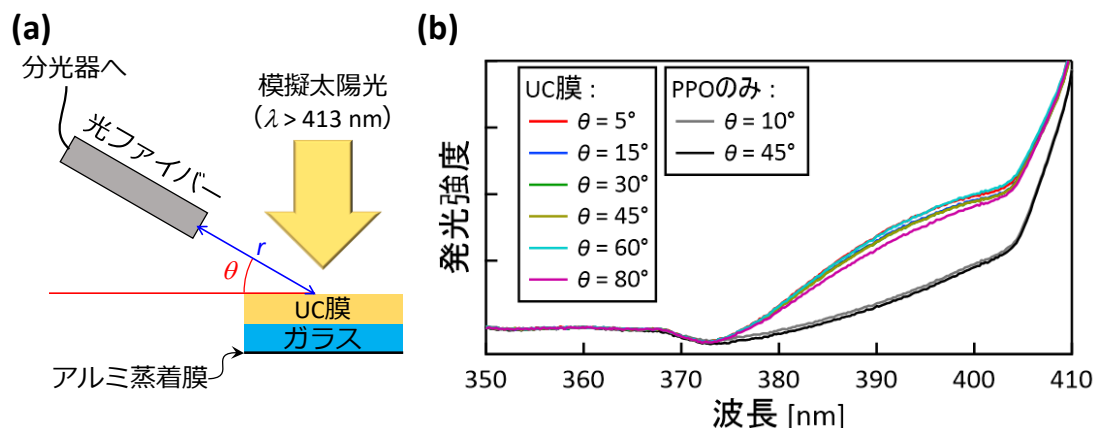 (a)
分光器へ
光ファイバー
模擬太陽光
(λ > 413 nm)
r
θ
UC膜
ガラス
アルミ蒸着膜
(b)
発光強度
UC膜：
θ = 5°
θ = 15°
θ = 30°
θ = 45°
θ = 60°
θ = 80°
PPOのみ：
θ = 10°
θ = 45°
350 360 370 380 390 400 410
波長 [nm]